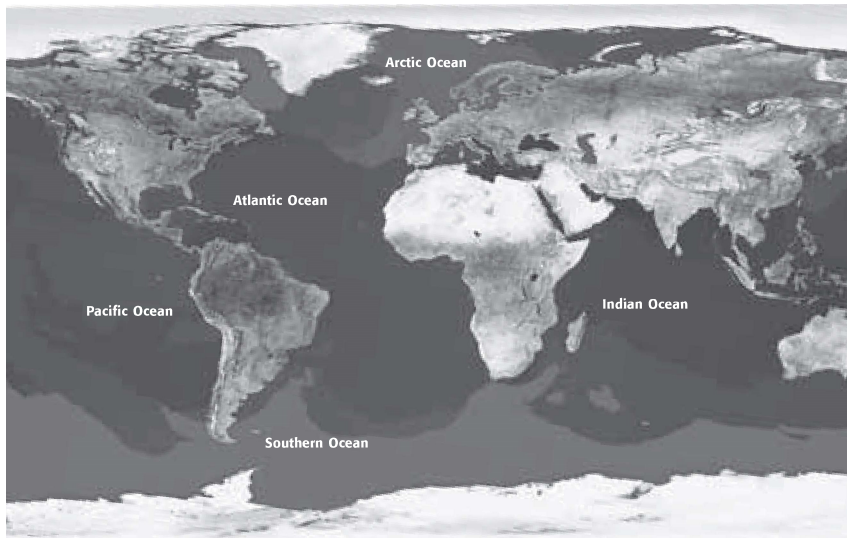 Arctic Ocean
Atlantic Ocean
Pacific Ocean
Indian Ocean
Southern Ocean